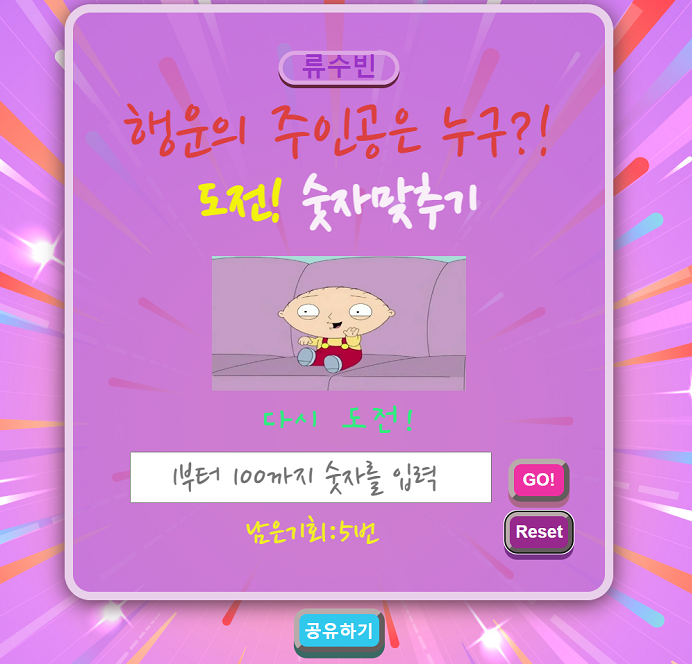 류수빈
행운의 주인공은 누구?!
도전! 숫자맞추기
다시 도전!
1부터 100까지 숫자를 입력
GO!
남은기회:5번
Reset
공유하기